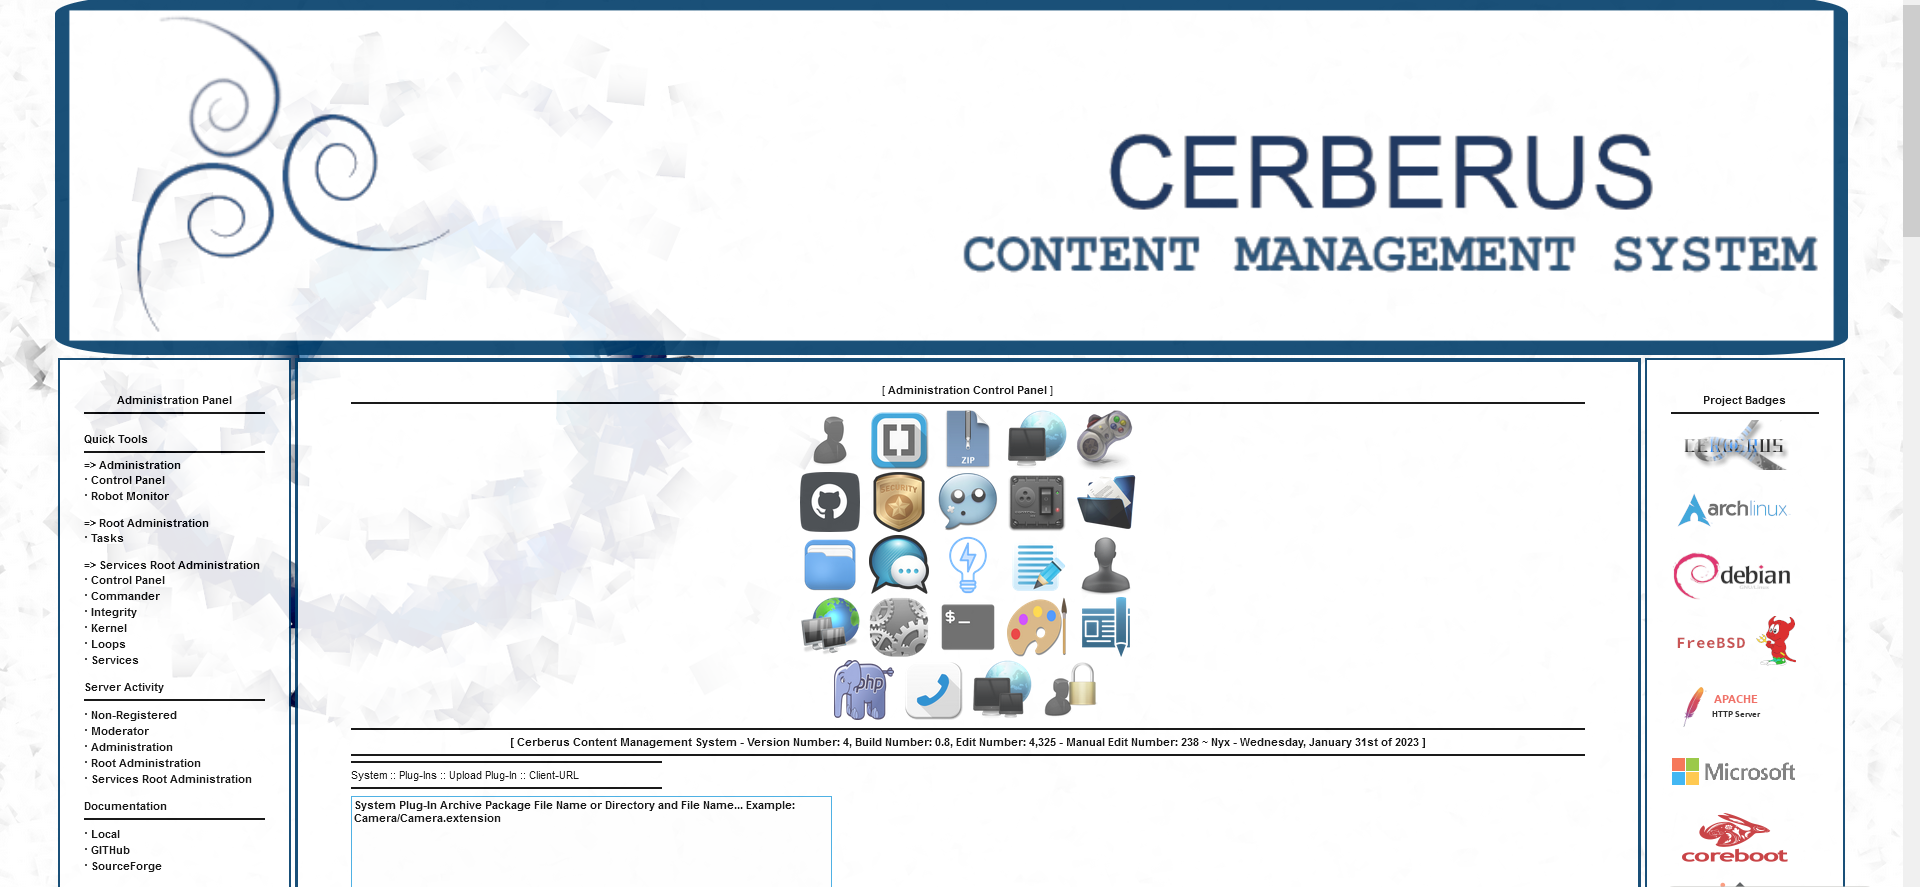 CERBERUS
CONTENT MANAGEMENT SYSTEM
Administration Panel
Quick Tools
=> Administration
· Control Panel
· Robot Monitor
=> Root Administration
· Tasks
=> Services Root Administration
· Control Panel
· Commander
· Integrity
· Kernel
· Loops
· Services
Server Activity
· Non-Registered
· Moderator
· Administration
· Root Administration
· Services Root Administration
Documentation
· Local
· GITHub
· SourceForge
[ Administration Control Panel ]
ZIP
SECURITY
$_
php
[ Cerberus Content Management System - Version Number: 4, Build Number: 0.8, Edit Number: 4,325 - Manual Edit Number: 238 ~ Nyx - Wednesday, January 31st of 2023 ]
System :: Plug-Ins :: Upload Plug-In :: Client-URL
System Plug-In Archive Package File Name or Directory and File Name... Example:
Camera/Camera.extension
Project Badges
CERBERUS
archlinux
debian
FreeBSD
APACHE
HTTP Server
Microsoft
coreboot